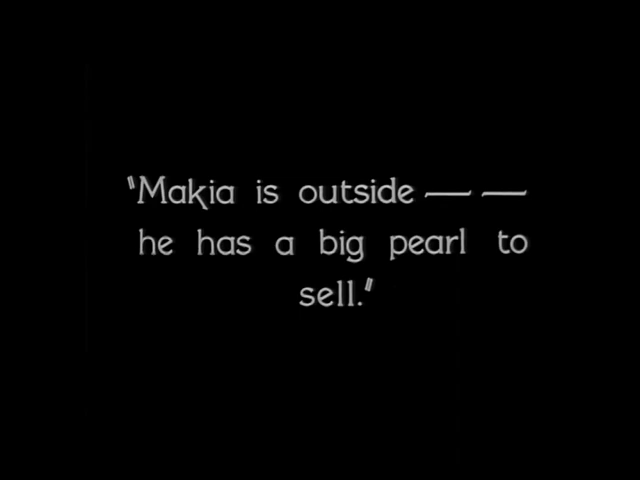 "Makia is outside — —
he has a big pearl to
sell."